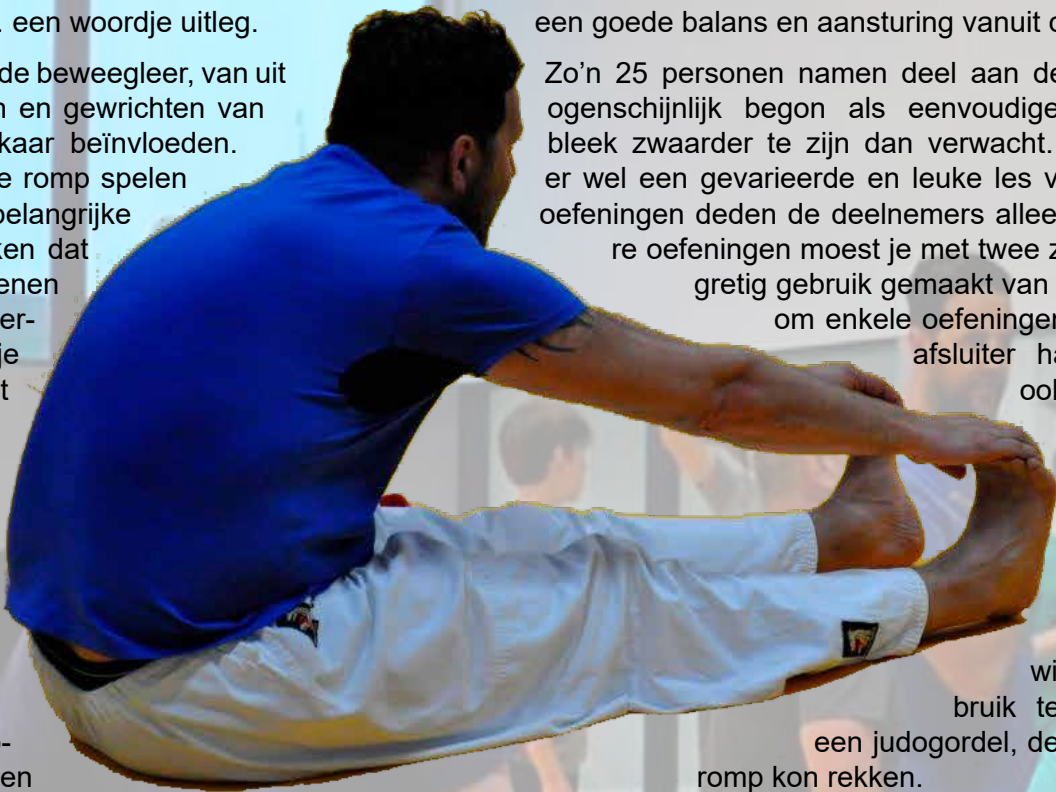 een woordje uitleg.
de beweegleer, van uit
en gewrichten van
kaar beïnvloeden.
e romp spelen
belangrijke
ken dat
enen
er-
je
t
-
en
een goede balans en aansturing vanuit
Zo'n 25 personen namen deel aan de
ogenschijnlijk begon als eenvoudige
bleek zwaarder te zijn dan verwacht.
er wel een gevarieerde en leuke les v
oefeningen deden de deelnemers allee
re oefeningen moest je met twee z
gretig gebruik gemaakt van
om enkele oefeningen
afsluiter ha
ook
wi
bruik te
een judogordel, de
romp kon rekken.